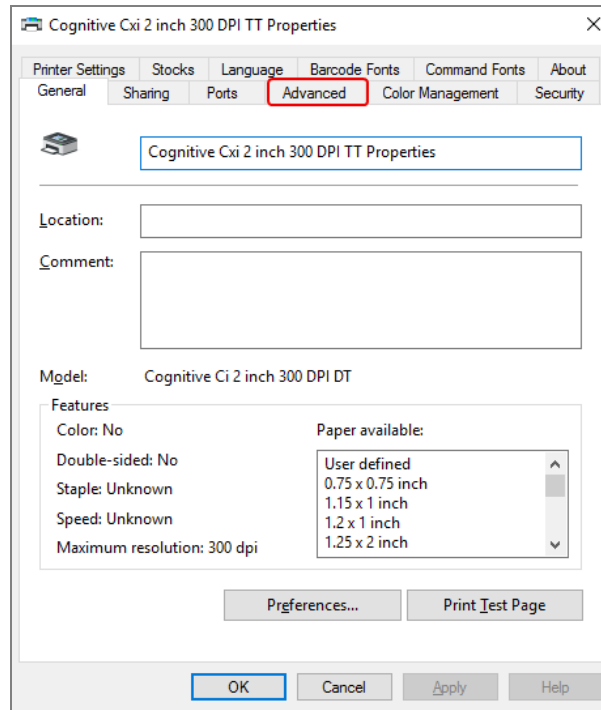 Cognitive Cxi 2 inch 300 DPI TT Properties
Printer Settings Stocks Language Barcode Fonts Command Fonts About
General Sharing Ports Advanced Color Management Security
Cognitive Cxi 2 inch 300 DPI TT Properties
Location:
Comment:
Model: Cognitive Ci 2 inch 300 DPI DT
Features
Color: No Paper available:
Double-sided: No
User defined
Staple: Unknown
0.75 x 0.75 inch
1.15 x 1 inch
Speed: Unknown
1.2 x 1 inch
Maximum resolution: 300 dpi
1.25 x 2 inch
Preferences... Print Test Page
OK Cancel Apply Help